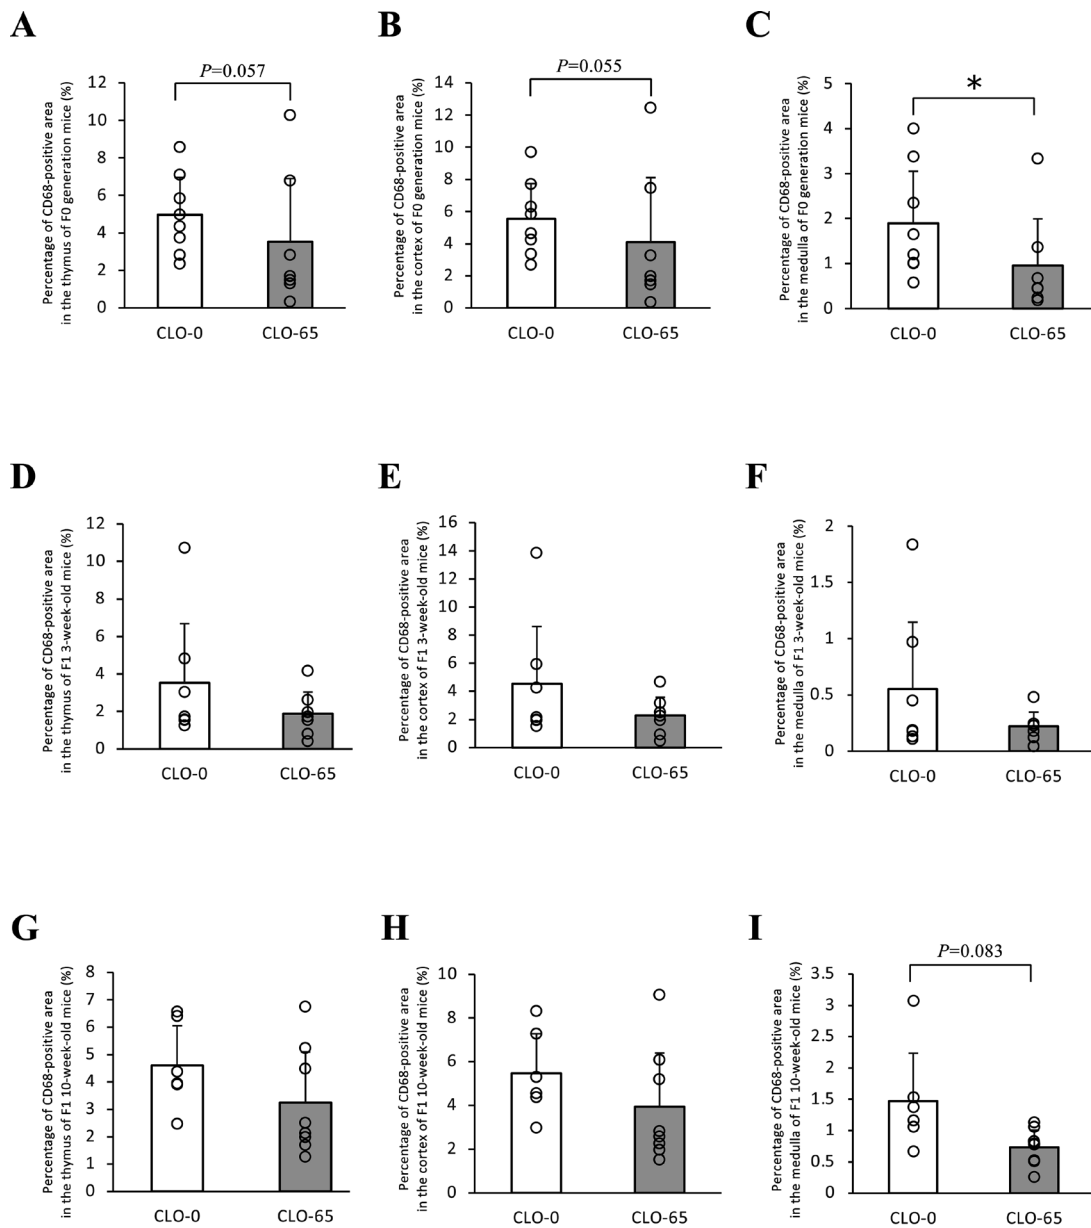 A
B
C
P=0.057
P=0.055
*
Percentage of CD68-positive area
in the thymus of F0 generation mice (%)
12
10
8
6
4
2
0
CLO-0
CLO-65
Percentage of CD68-positive area
in the cortex of F0 generation mice (%)
14
12
10
8
6
4
2
0
CLO-0
CLO-65
Percentage of CD68-positive area
in the medulla of F0 generation mice (%)
5
4
3
2
1
0
CLO-0
CLO-65
D
E
F
Percentage of CD68-positive area
in the thymus of F1 3-week-old mice (%)
12
10
8
6
4
2
0
CLO-0
CLO-65
Percentage of CD68-positive area
in the cortex of F1 3-week-old mice (%)
16
14
12
10
8
6
4
2
0
CLO-0
CLO-65
Percentage of CD68-positive area
in the medulla of F1 3-week-old mice (%)
2
1.5
1
0.5
0
CLO-0
CLO-65
G
H
I
Percentage of CD68-positive area
in the thymus of F1 10-week-old mice (%)
8
7
6
5
4
3
2
1
0
CLO-0
CLO-65
Percentage of CD68-positive area
in the cortex of F1 10-week-old mice (%)
10
8
6
4
2
0
CLO-0
CLO-65
P=0.083
Percentage of CD68-positive area
in the medulla of F1 10-week-old mice (%)
3.5
3
2.5
2
1.5
1
0.5
0
CLO-0
CLO-65